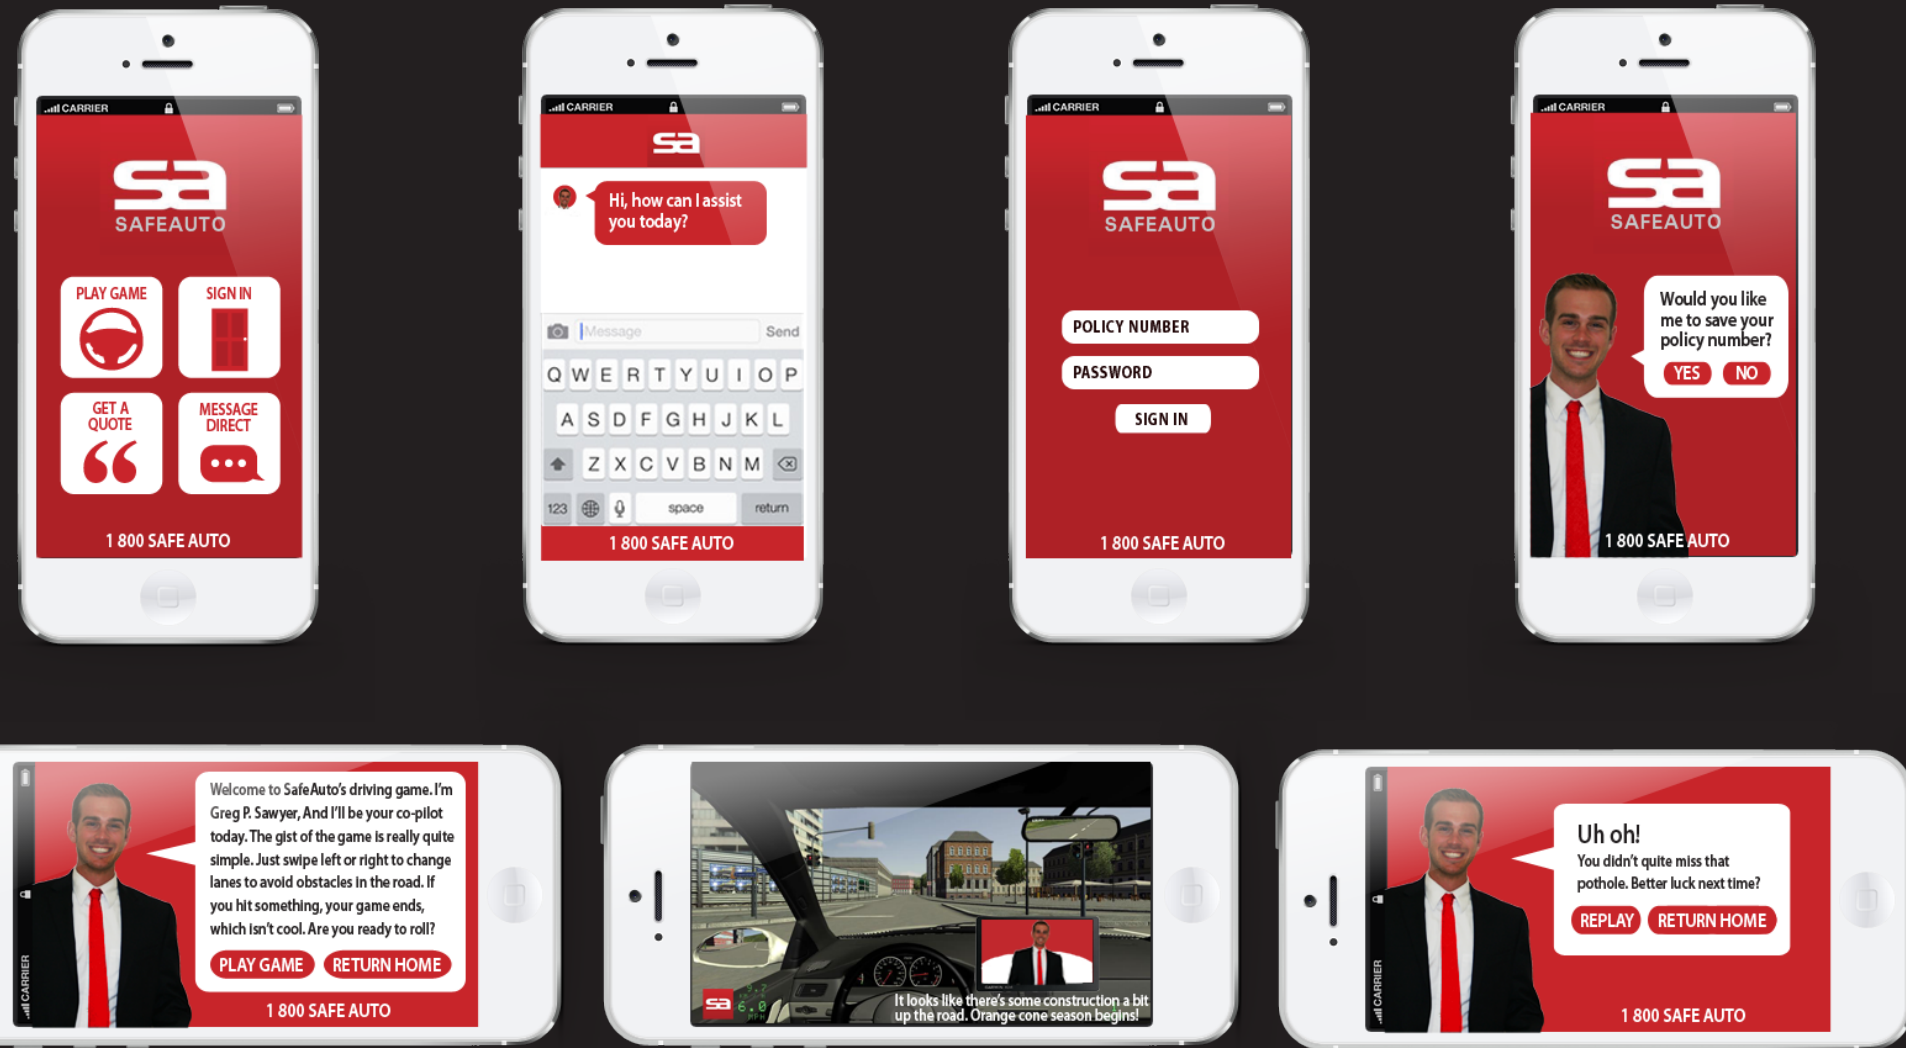 CARRIER
sa
SAFEAUTO
PLAY GAME
SIGN IN
GET A
QUOTE
MESSAGE
DIRECT
1 800 SAFE AUTO
CARRIER
sa
Hi, how can I assist
you today?
Message
Send
Q W E R T Y U I O P
A S D F G H J K L
Z X C V B N M
123
space
return
1 800 SAFE AUTO
CARRIER
sa
SAFEAUTO
POLICY NUMBER
PASSWORD
SIGN IN
1 800 SAFE AUTO
CARRIER
sa
SAFEAUTO
Would you like
me to save your
policy number?
YES NO
1 800 SAFE AUTO
CARRIER
Welcome to SafeAuto's driving game. I'm
Greg P. Sawyer, And I'll be your co-pilot
today. The gist of the game is really quite
simple. Just swipe left or right to change
lanes to avoid obstacles in the road. If
you hit something, your game ends,
which isn't cool. Are you ready to roll?
PLAY GAME RETURN HOME
1 800 SAFE AUTO
sa
9.7
6.0
MPH
It looks like there's some construction a bit
up the road. Orange cone season begins!
CARRIER
Uh oh!
You didn't quite miss that
pothole. Better luck next time?
REPLAY RETURN HOME
1 800 SAFE AUTO